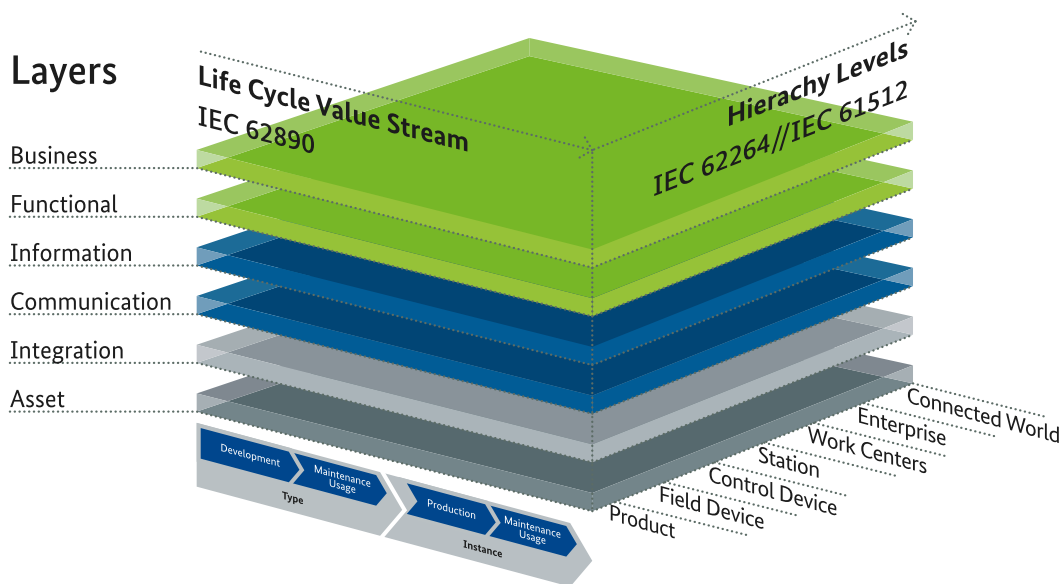 Layers
Life Cycle Value Stream
IEC 62890
Hierachy Levels
IEC 62264//IEC 61512
Business
Functional
Information
Communication
Integration
Asset
Development
Maintenance
Usage
Type
Production
Maintenance
Usage
Instance
Connected World
Enterprise
Work Centers
Station
Control Device
Field Device
Product